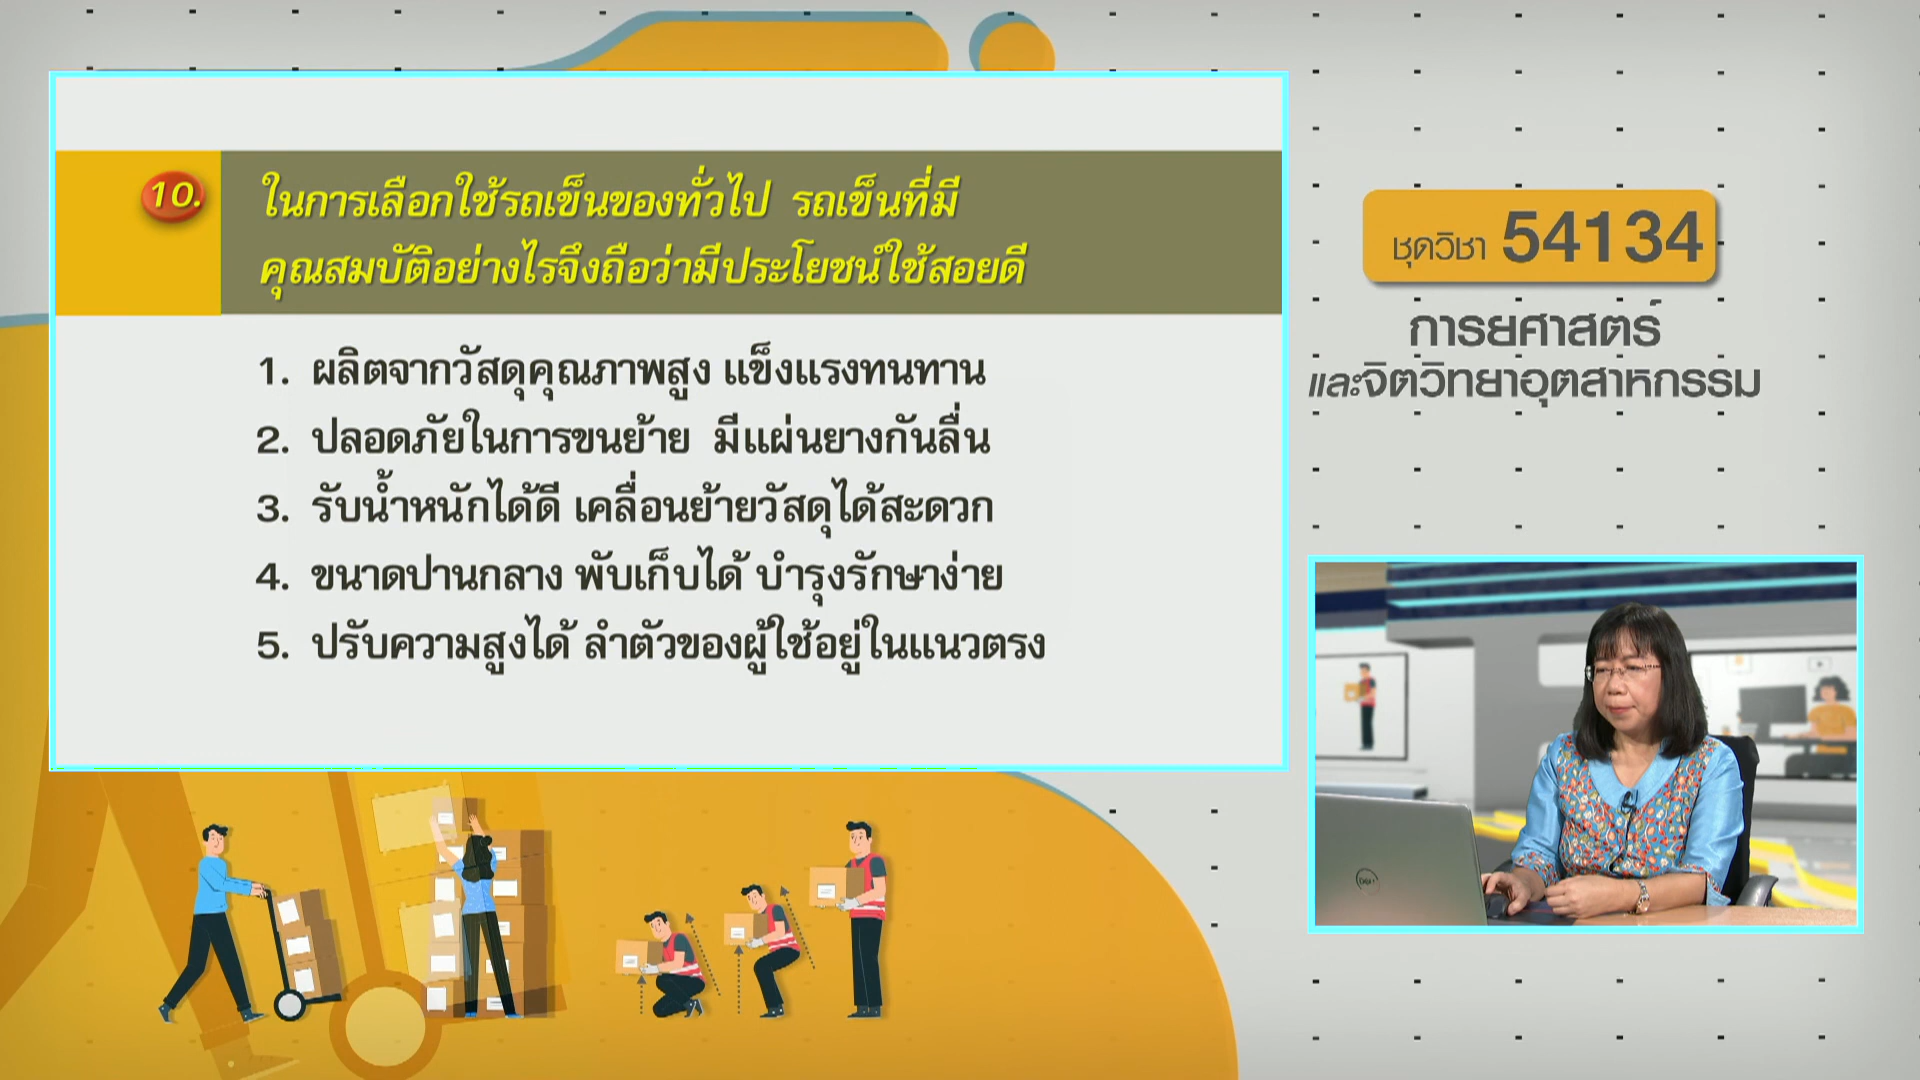 10.
ในการเลือกใช้รถเข็นของทั่วไป รถเข็นที่มี
คุณสมบัติอย่างไรจึงถือว่ามีประโยชน์ใช้สอยดี
1. ผลิตจากวัสดุคุณภาพสูง แข็งแรงทนทาน
2. ปลอดภัยในการขนย้าย มีแผ่นยางกันลื่น
3. รับน้ำหนักได้ดี เคลื่อนย้ายวัสดุได้สะดวก
4. ขนาดปานกลาง พับเก็บได้ บำรุงรักษาง่าย
5. ปรับความสูงได้ ลำตัวของผู้ใช้อยู่ในแนวตรง
ชุดวิชา 54134
การยศาสตร์
และจิตวิทยาอุตสาหกรรม
DELL